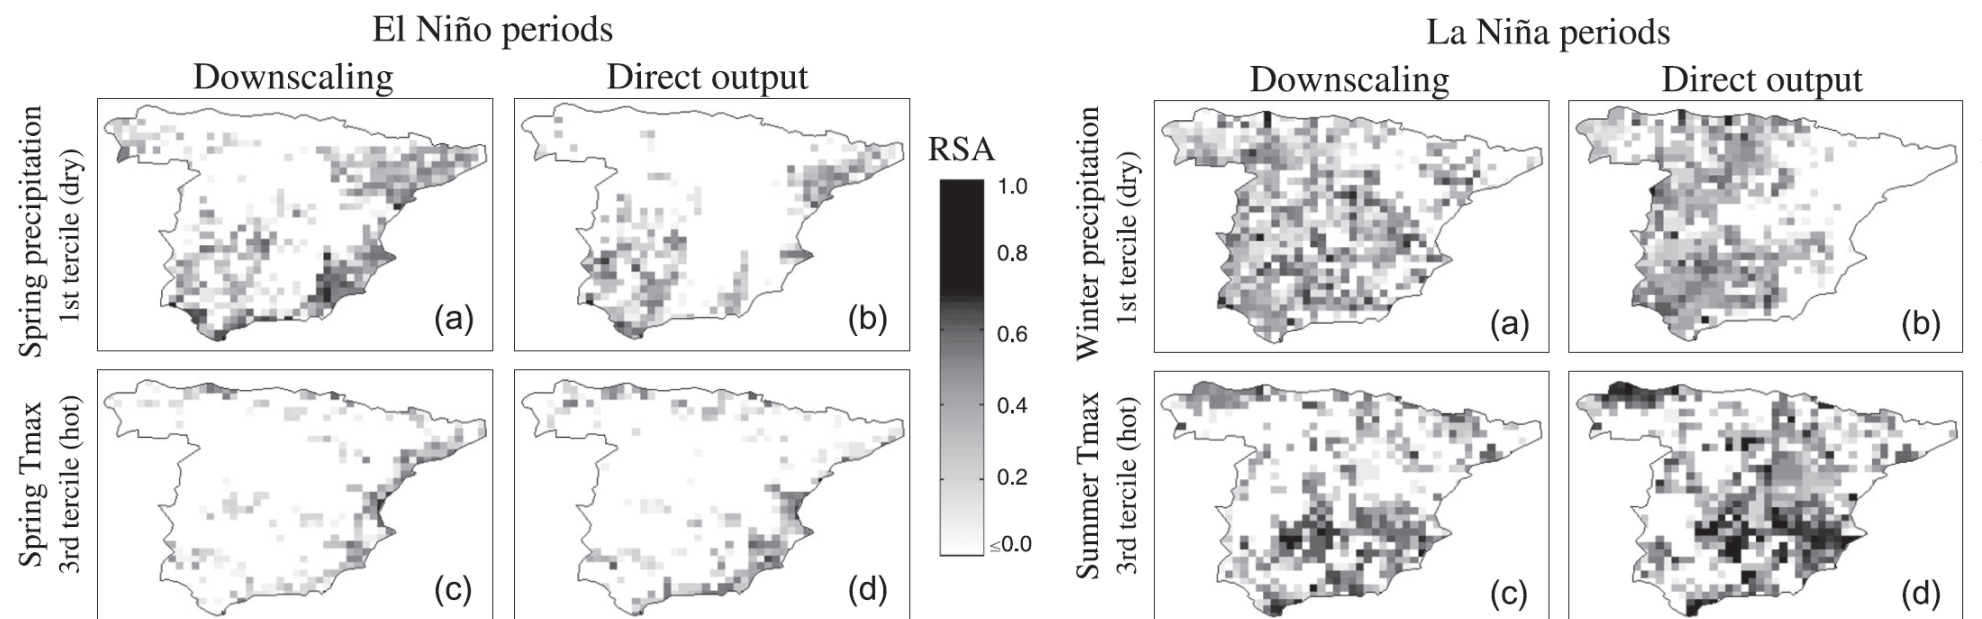 El Niño periods
Downscaling
Direct output
Spring precipitation
1st tercile (dry)
(a)
(b)
Spring Tmax
3rd tercile (hot)
(c)
(d)
RSA
1.0
0.8
0.6
0.4
0.2
≤0.0
La Niña periods
Downscaling
Direct output
Winter precipitation
1st tercile (dry)
(a)
(b)
Summer Tmax
3rd tercile (hot)
(c)
(d)